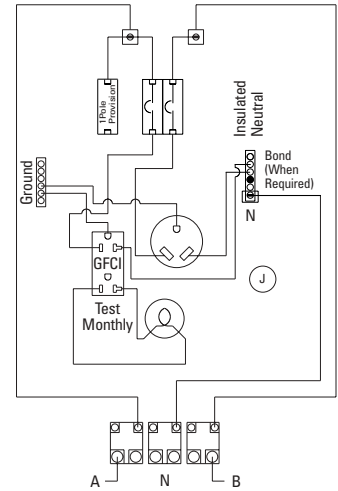 1Pole
Provision
Insulated
Neutral
Bond
(When
Required)
N
Ground
GFCI
Test
Monthly
J
A
N
B